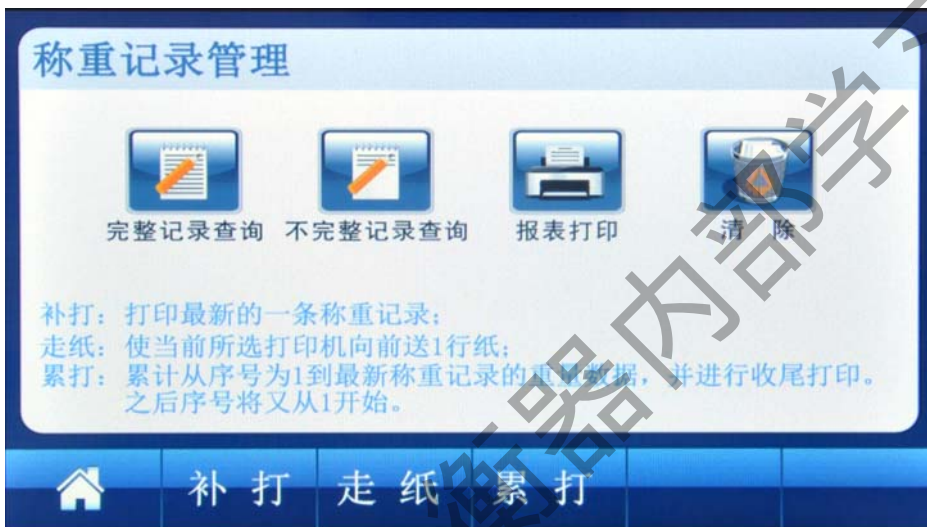 称重记录管理
完整记录查询 不完整记录查询 报表打印 清 除
补打：打印最新的一条称重记录；
走纸：使当前所选打印机向前送1行纸；
累打：累计从序号为1到最新称重记录的重量数据，并进行收尾打印。
之后序号将又从1开始。
补 打 走 纸 累 打
衡器内部学